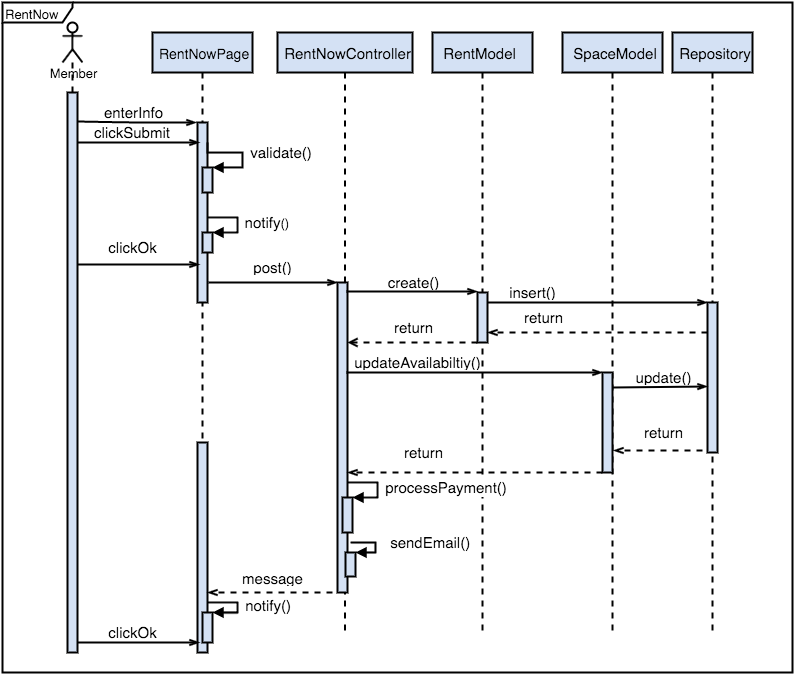 RentNow
Member
RentNowPage
RentNowController
RentModel
SpaceModel
Repository
enterInfo
clickSubmit
validate()
notify()
clickOk
post()
create()
insert()
return
return
updateAvailabiltiy()
update()
return
return
processPayment()
sendEmail()
message
notify()
clickOk